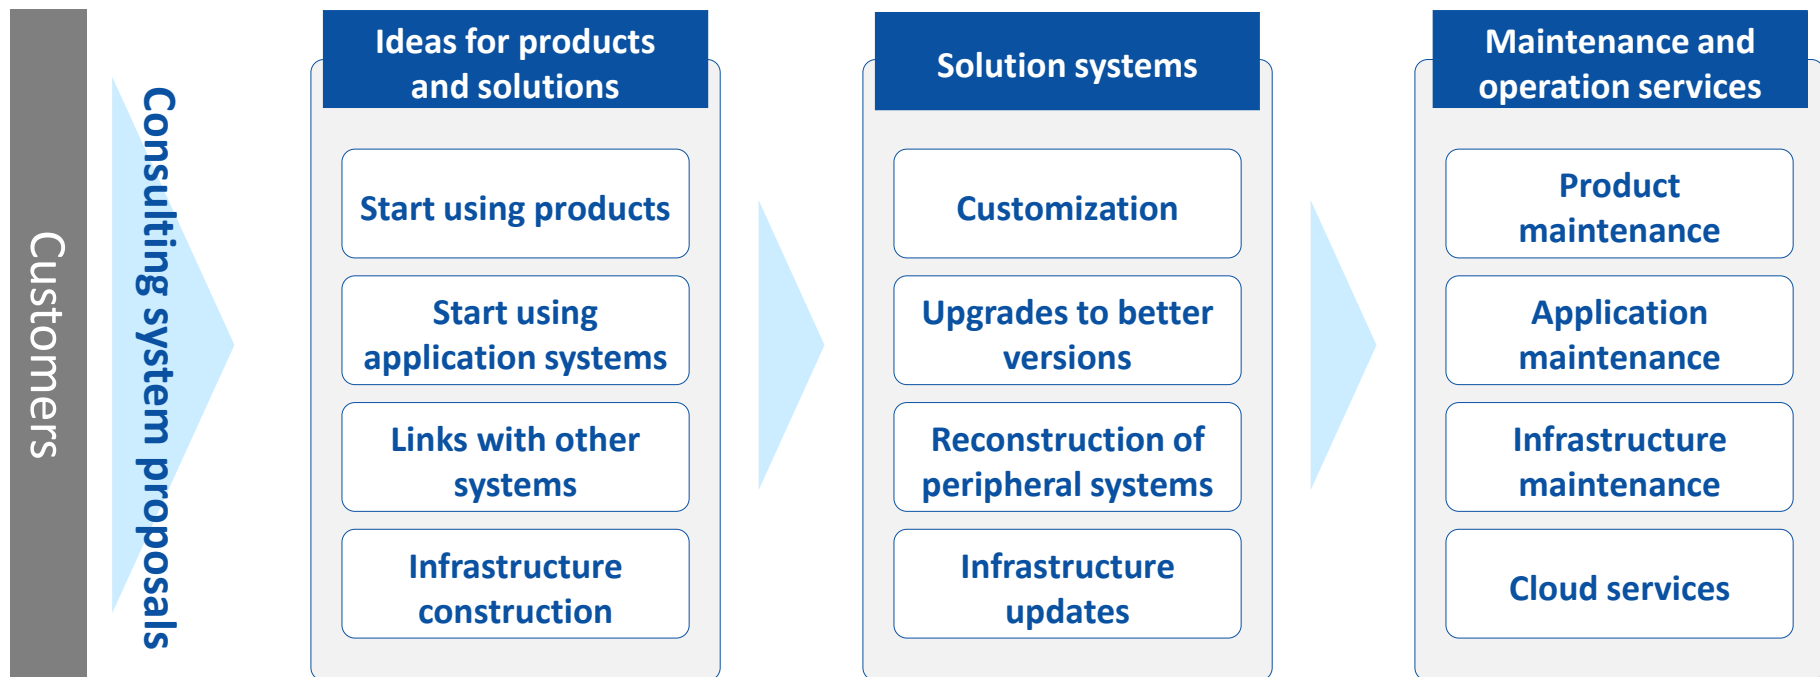 Customers
Consulting system proposals
Ideas for products
and solutions
Start using products
Start using
application systems
Links with other
systems
Infrastructure
construction
Solution systems
Customization
Upgrades to better
versions
Reconstruction of
peripheral systems
Infrastructure
updates
Maintenance and
operation services
Product
maintenance
Application
maintenance
Infrastructure
maintenance
Cloud services